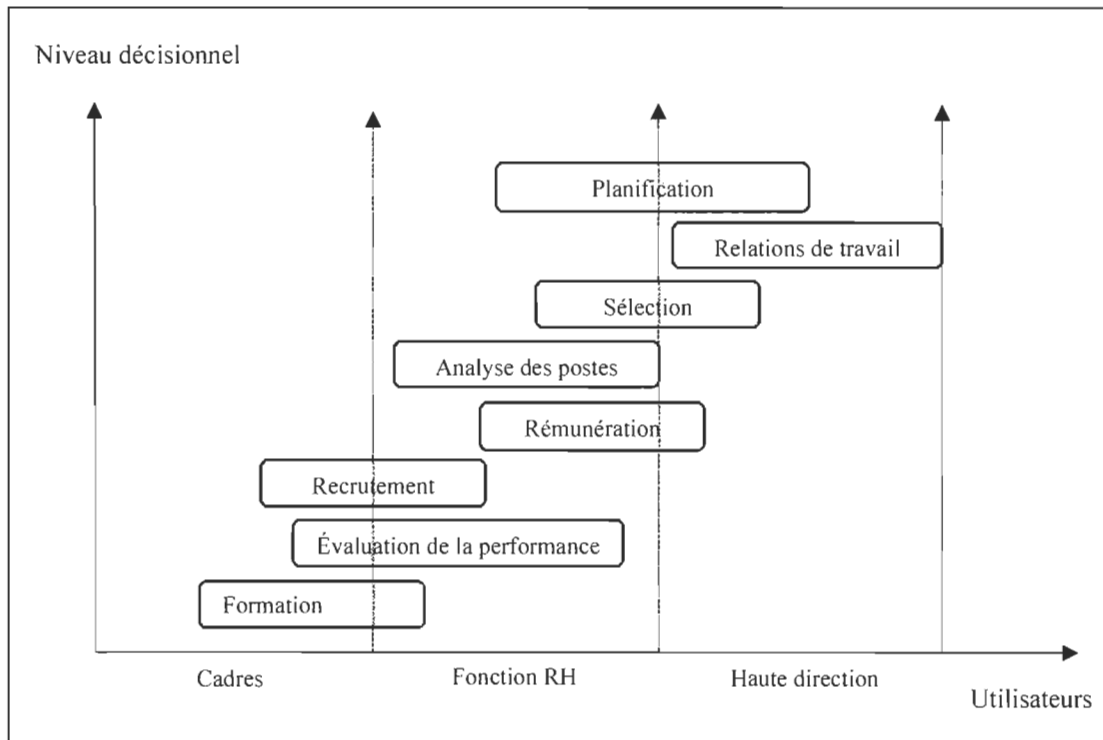 Niveau décisionnel
Planification
Relations de travail
Sélection
Analyse des postes
Rémunération
Recrutement
Évaluation de la performance
Formation
Cadres
Fonction RH
Haute direction
Utilisateurs